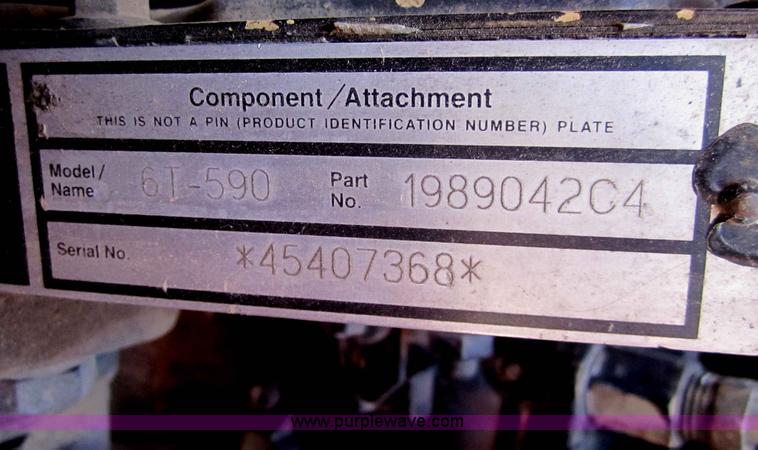 Component/Attachment
THIS IS NOT A PIN (PRODUCT IDENTIFICATION NUMBER) PLATE
Model/Name 6T-590 Part No. 1989042C4
Serial No. *45407368*
www.purplewave.com